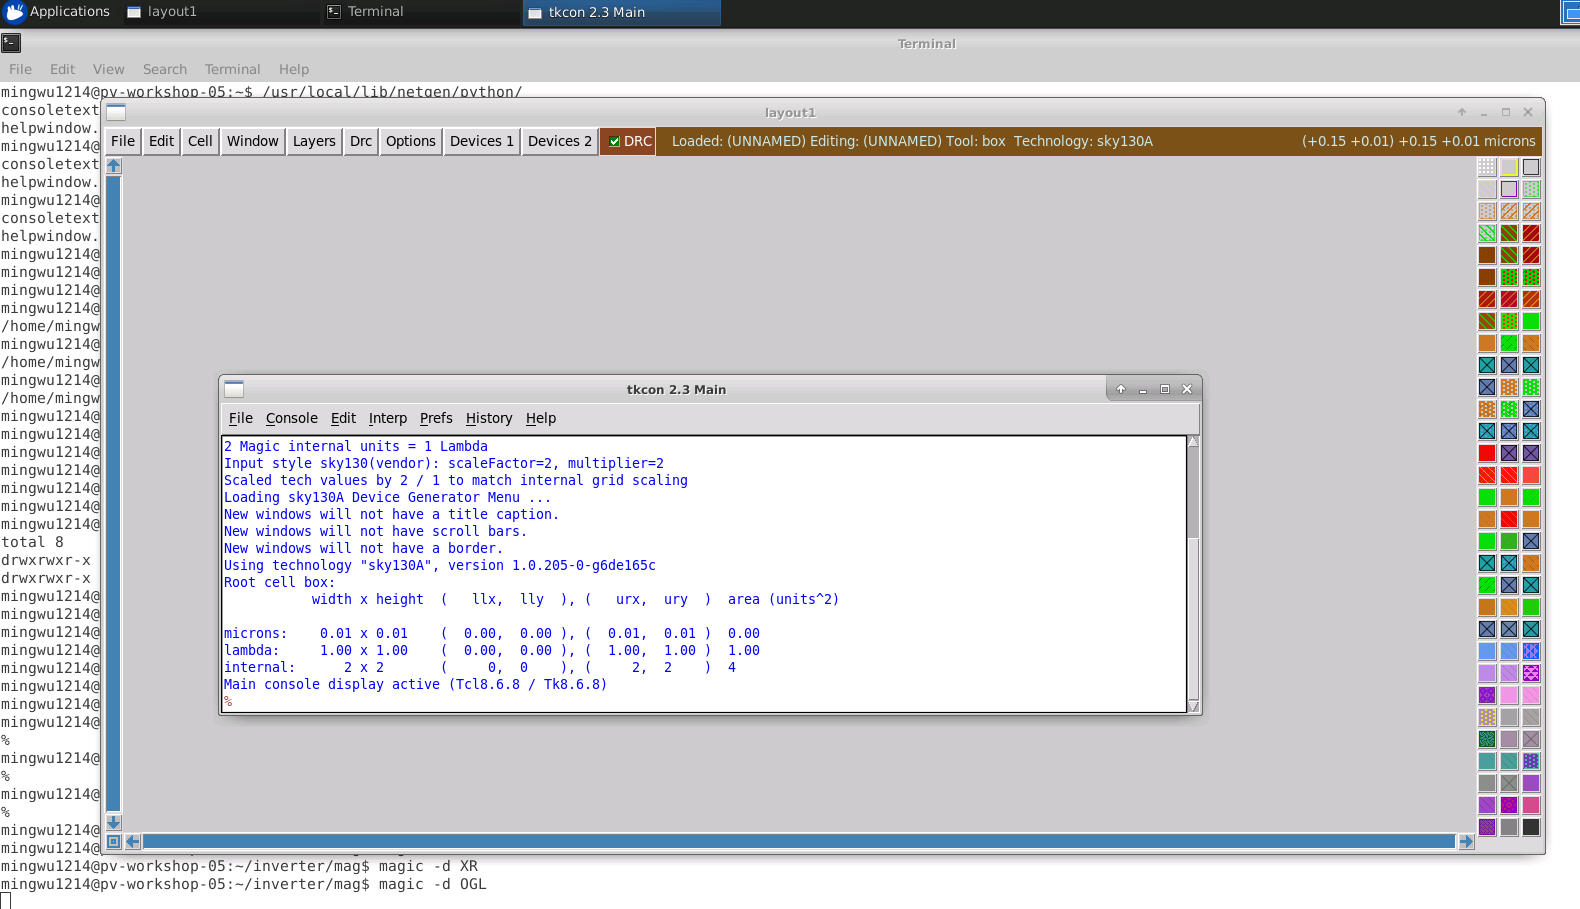 Applications layout1 Terminal tkcon 2.3 Main
Terminal
File Edit View Search Terminal Help
mingwu1214@pv-workshop-05:~$ /usr/local/lib/netgen/python/
consoletext
helpwindow.
mingwu1214@
consoletext
helpwindow.
mingwu1214@
consoletext
helpwindow.
mingwu1214@
mingwu1214@
mingwu1214@
mingwu1214@
/home/mingw
mingwu1214@
/home/mingw
mingwu1214@
/home/mingw
mingwu1214@
mingwu1214@
mingwu1214@
mingwu1214@
mingwu1214@
mingwu1214@
mingwu1214@
total 8
drwxrwxr-x
drwxrwxr-x
mingwu1214@
mingwu1214@
mingwu1214@
mingwu1214@
mingwu1214@
mingwu1214@
mingwu1214@
mingwu1214@
%
mingwu1214@
%
mingwu1214@
%
mingwu1214@
mingwu1214@
mingwu1214@pv-workshop-05:~/inverter/mag$ magic -d XR
mingwu1214@pv-workshop-05:~/inverter/mag$ magic -d OGL
layout1
File Edit Cell Window Layers Drc Options Devices 1 Devices 2 DRC Loaded: (UNNAMED) Editing: (UNNAMED) Tool: box Technology: sky130A (+0.15 +0.01) +0.15 +0.01 microns
tkcon 2.3 Main
File Console Edit Interp Prefs History Help
2 Magic internal units = 1 Lambda
Input style sky130(vendor): scaleFactor=2, multiplier=2
Scaled tech values by 2 / 1 to match internal grid scaling
Loading sky130A Device Generator Menu ...
New windows will not have a title caption.
New windows will not have scroll bars.
New windows will not have a border.
Using technology "sky130A", version 1.0.205-0-g6de165c
Root cell box:
width x height ( llx, lly ), ( urx, ury ) area (units^2)
microns: 0.01 x 0.01 ( 0.00, 0.00 ), ( 0.01, 0.01 ) 0.00
lambda: 1.00 x 1.00 ( 0.00, 0.00 ), ( 1.00, 1.00 ) 1.00
internal: 2 x 2 ( 0, 0 ), ( 2, 2 ) 4
Main console display active (Tcl8.6.8 / Tk8.6.8)
%